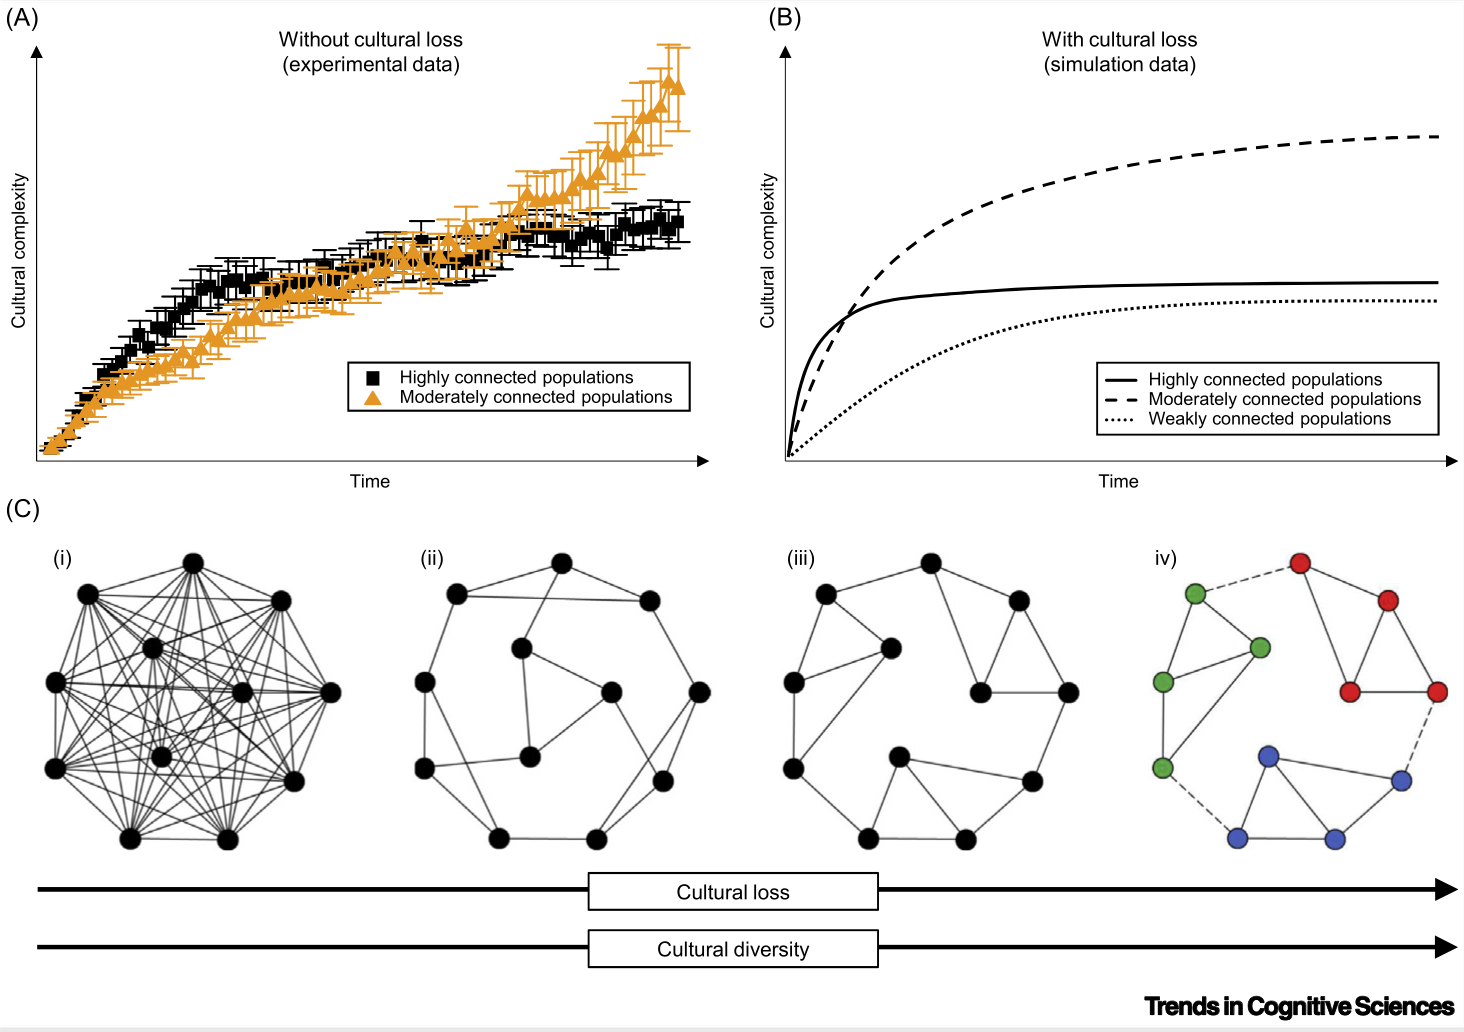 (A)
Without cultural loss
(experimental data)
Cultural complexity
Highly connected populations
Moderately connected populations
Time
(B)
With cultural loss
(simulation data)
Cultural complexity
Highly connected populations
Moderately connected populations
Weakly connected populations
Time
(C)
(i)
(ii)
(iii)
iv)
Cultural loss
Cultural diversity
Trends in Cognitive Sciences